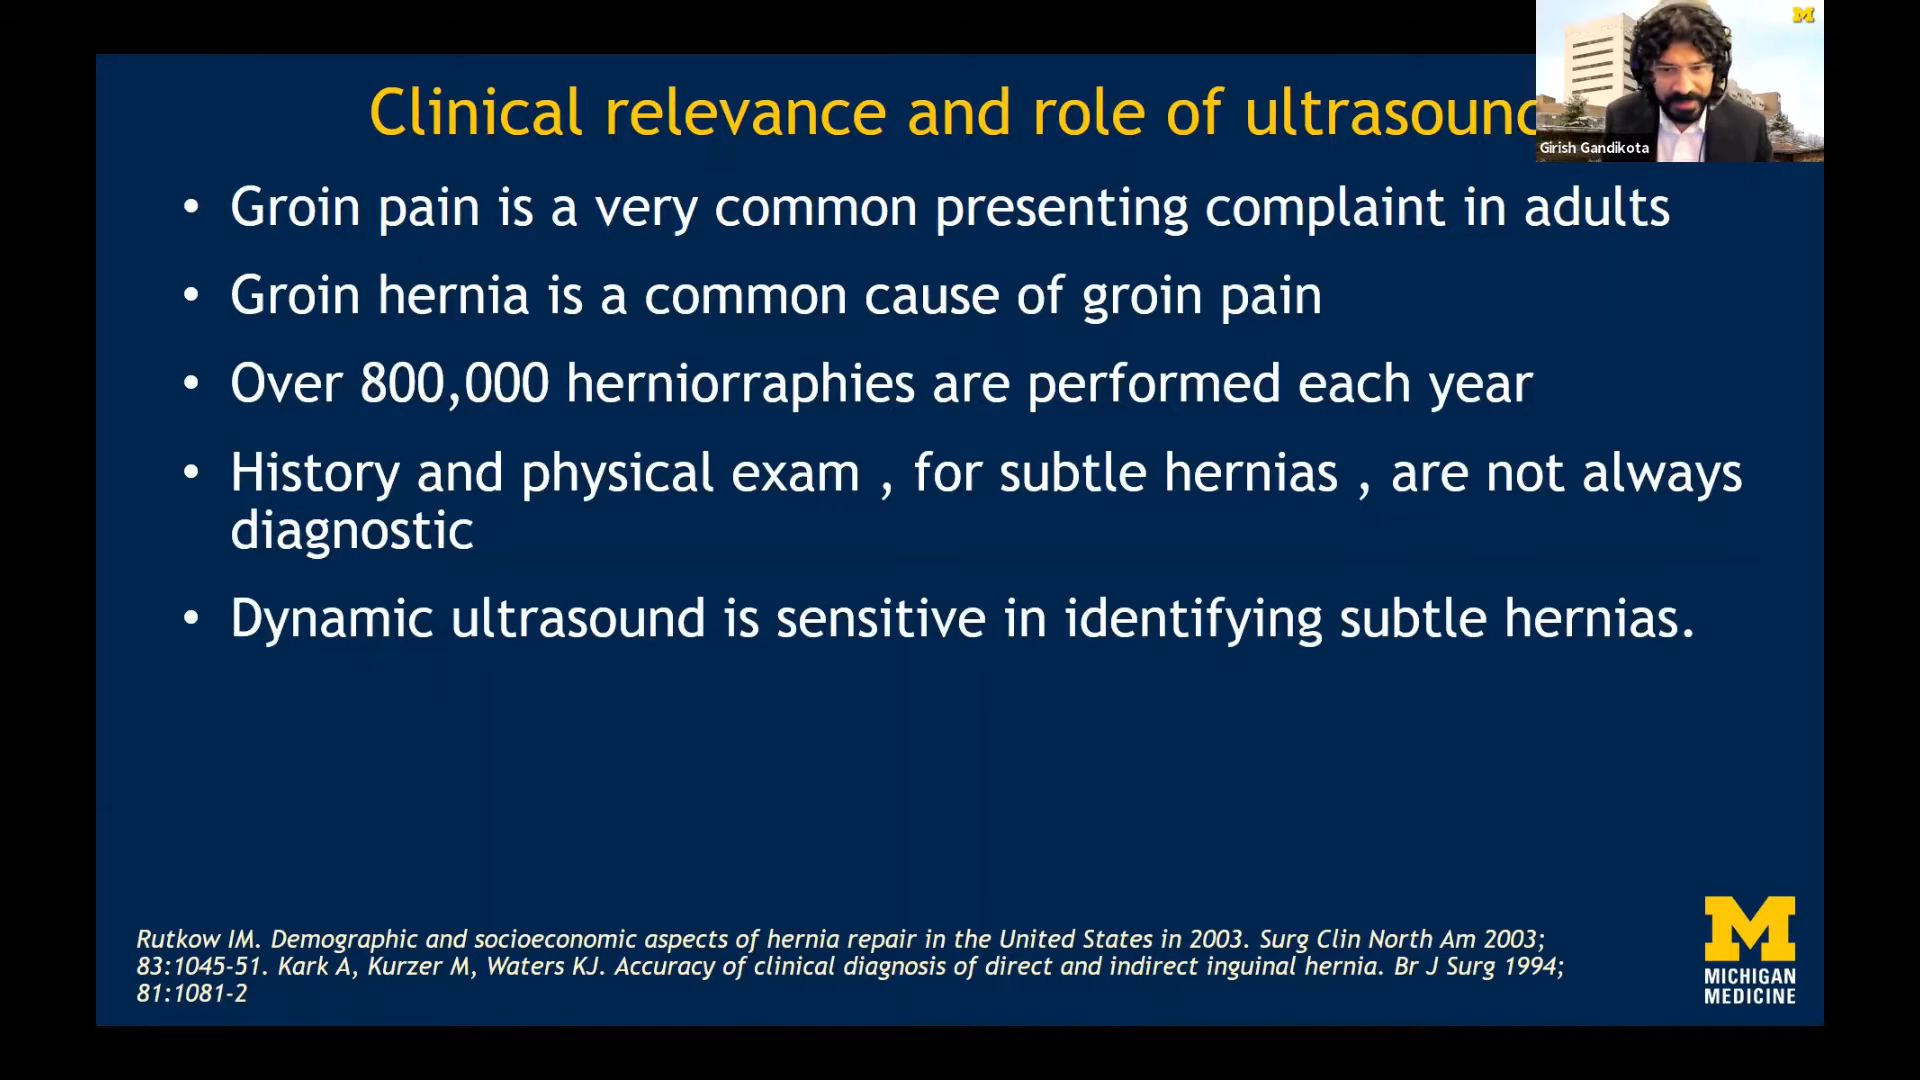 M
Clinical relevance and role of ultrasound
Girish Gandikota
• Groin pain is a very common presenting complaint in adults
• Groin hernia is a common cause of groin pain
• Over 800,000 herniorraphies are performed each year
• History and physical exam , for subtle hernias , are not always
diagnostic
• Dynamic ultrasound is sensitive in identifying subtle hernias.
Rutkow IM. Demographic and socioeconomic aspects of hernia repair in the United States in 2003. Surg Clin North Am 2003;
83:1045-51. Kark A, Kurzer M, Waters KJ. Accuracy of clinical diagnosis of direct and indirect inguinal hernia. Br J Surg 1994;
81:1081-2
M
MICHIGAN
MEDICINE